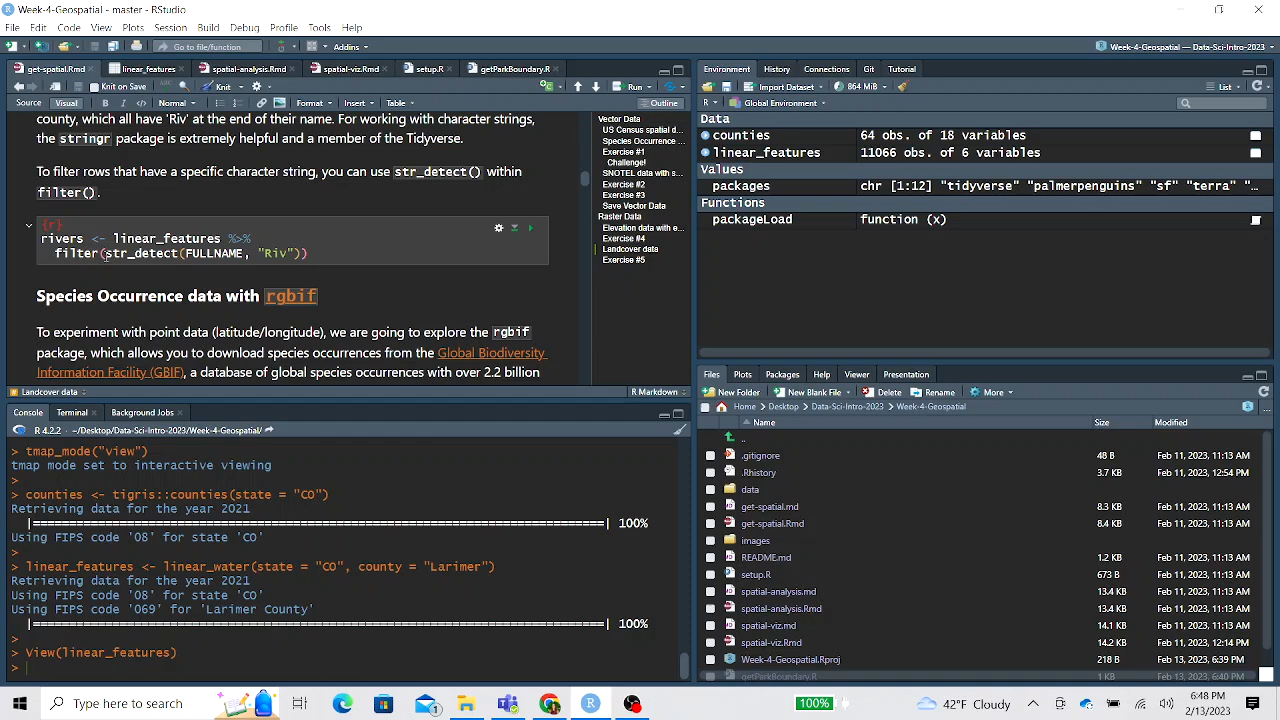 Week-4-Geospatial - master - RStudio
File Edit Code View Plots Session Build Debug Profile Tools Help
Go to file/function Addins Week-4-Geospatial — Data-Sci-Intro-2023
get-spatial.Rmd linear_features spatial-analysis.Rmd spatial-viz.Rmd setup.R getParkBoundary.R
Knit on Save Knit Run
Source Visual B I Normal Format Insert Table Outline
county, which all have 'Riv' at the end of their name. For working with character strings,
the stringr package is extremely helpful and a member of the Tidyverse.
To filter rows that have a specific character string, you can use str_detect() within
filter().
{r}
rivers <- linear_features %>%
filter(str_detect(FULLNAME, "Riv"))
Species Occurrence data with rgbif
To experiment with point data (latitude/longitude), we are going to explore the rgbif
package, which allows you to download species occurrences from the Global Biodiversity
Information Facility (GBIF), a database of global species occurrences with over 2.2 billion
Vector Data
US Census spatial d...
Species Occurrence...
Exercise #1
Challenge!
SNOTEL data with s...
Exercise #2
Exercise #3
Save Vector Data
Raster Data
Elevation data with e...
Exercise #4
Landcover data
Exercise #5
Landcover data R Markdown
Console Terminal Background Jobs
R 4.2.2 · ~/Desktop/Data-Sci-Intro-2023/Week-4-Geospatial/
> tmap_mode("view")
tmap mode set to interactive viewing
>
> counties <- tigris::counties(state = "CO")
Retrieving data for the year 2021
|==========================================================================| 100%
Using FIPS code '08' for state 'CO'
>
> linear_features <- linear_water(state = "CO", county = "Larimer")
Retrieving data for the year 2021
Using FIPS code '08' for state 'CO'
Using FIPS code '069' for 'Larimer County'
|==========================================================================| 100%
>
> View(linear_features)
>
Environment History Connections Git Tutorial
Import Dataset 864 MiB List
R Global Environment
Data
counties 64 obs. of 18 variables
linear_features 11066 obs. of 6 variables
Values
packages chr [1:12] "tidyverse" "palmerpenguin" "sf" "terra" "…
Functions
packageLoad function (x)
Files Plots Packages Help Viewer Presentation
New Folder New Blank File Delete Rename More
Home Desktop Data-Sci-Intro-2023 Week-4-Geospatial
Name Size Modified
..
.gitignore 48 B Feb 11, 2023, 11:13 AM
.Rhistory 3.7 KB Feb 11, 2023, 12:54 PM
data
get-spatial.md 8.3 KB Feb 11, 2023, 11:13 AM
get-spatial.Rmd 8.4 KB Feb 11, 2023, 11:13 AM
images
README.md 1.2 KB Feb 11, 2023, 11:13 AM
setup.R 673 B Feb 11, 2023, 11:13 AM
spatial-analysis.md 13.4 KB Feb 11, 2023, 11:13 AM
spatial-analysis.Rmd 13.4 KB Feb 11, 2023, 11:13 AM
spatial-viz.md 14.1 KB Feb 11, 2023, 11:13 AM
spatial-viz.Rmd 14.2 KB Feb 11, 2023, 12:14 PM
Week-4-Geospatial.Rproj 218 B Feb 13, 2023, 6:39 PM
getParkBoundary.R 1 KB Feb 13, 2023, 6:40 PM
Type here to search 100% 42°F Cloudy 6:48 PM
2/13/2023